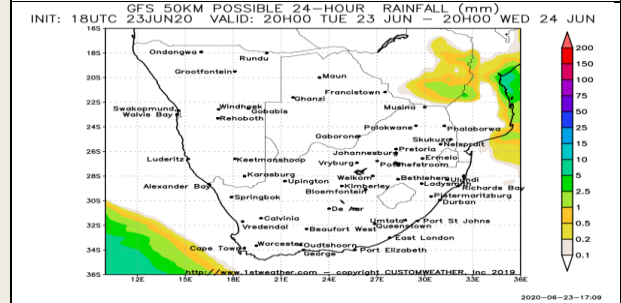 GFS 50KM POSSIBLE 24-HOUR RAINFALL (mm)
INIT: 18UTC 23JUN20 VALID: 20H00 TUE 23 JUN - 20H00 WED 24 JUN
16S
18S
20S
22S
24S
26S
28S
30S
32S
34S
36S
12E
15E
18E
21E
24E
27E
30E
33E
36E
Ondangwa
Rundu
Grootfontein
Maun
Francistown
Ghanzi
Swakopmund
Walvis Bay
Windhoek
Gobabis
Rehoboth
Musina
Polokwane
Phalaborwa
Gaborone
Skukuza
Nelspruit
Johannesburg
Pretoria
Ermelo
Luderitz
Keetmanshoop
Vryburg
Potchefstroom
Karasburg
Upington
Welkom
Bethlehem
Ulundi
Kimberley
Ladysmith
Alexander Bay
Bloemfontein
Richards Bay
Springbok
Pietermaritzburg
Durban
De Aar
Calvinia
Umtata
Port St Johns
Vredendal
Beaufort West
Queenstown
East London
Cape Town
Worcester
Oudtshoorn
George
Port Elizabeth
http://www.1stweather.com - copyright CUSTOMWEATHER, Inc 2019
200
150
100
75
50
25
15
10
5
2.5
1
0.5
0.2
0.1
2020-06-23-17:09